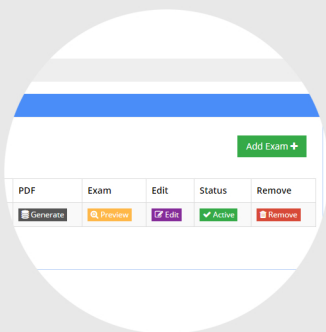 Add Exam +
PDF Exam Edit Status Remove
Generate Preview Edit Active Remove